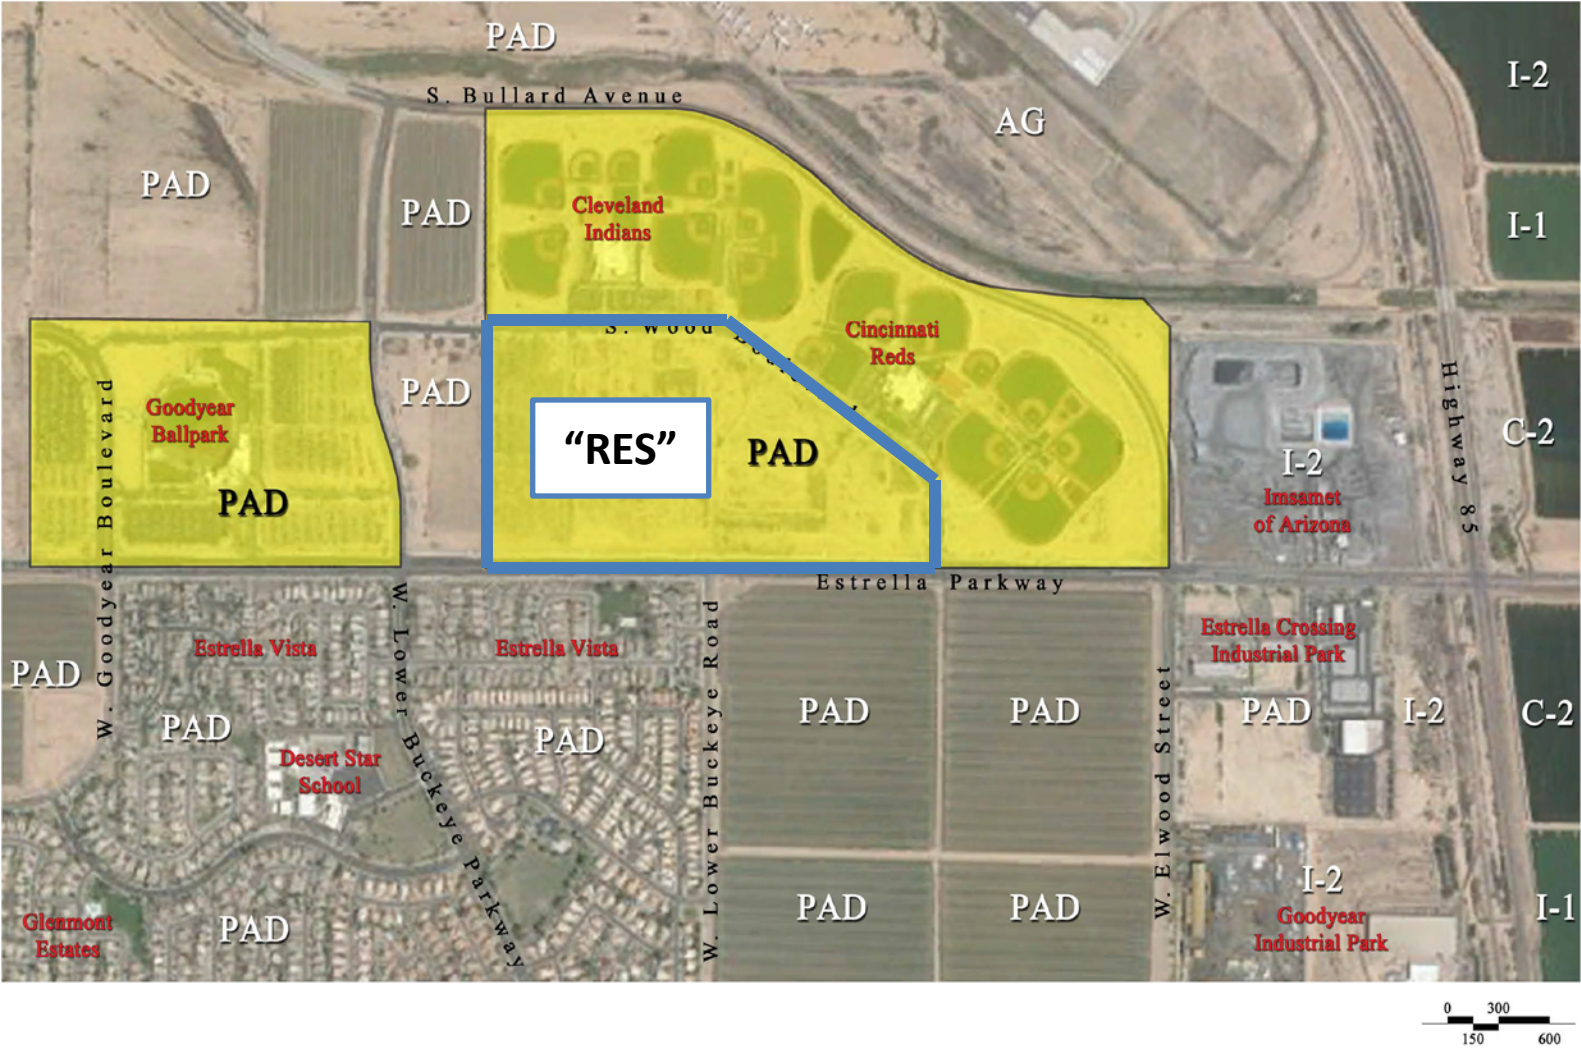 PAD
I-2
S. Bullard Avenue
AG
PAD
PAD
Cleveland
Indians
I-1
S. Wood Boulevard
Cincinnati
Reds
PAD
Goodyear
Ballpark
PAD
W. Goodyear Boulevard
“RES”
PAD
Highway 85
C-2
I-2
Imsamet
of Arizona
Estrella Parkway
Estrella Vista
Estrella Vista
Estrella Crossing
Industrial Park
PAD
PAD
PAD
PAD
PAD
PAD
I-2
C-2
Desert Star
School
W. Lower Buckeye Parkway
W. Lower Buckeye Road
W. Elwood Street
Glenmont
Estates
PAD
PAD
PAD
I-2
Goodyear
Industrial Park
I-1
0 300
150 600